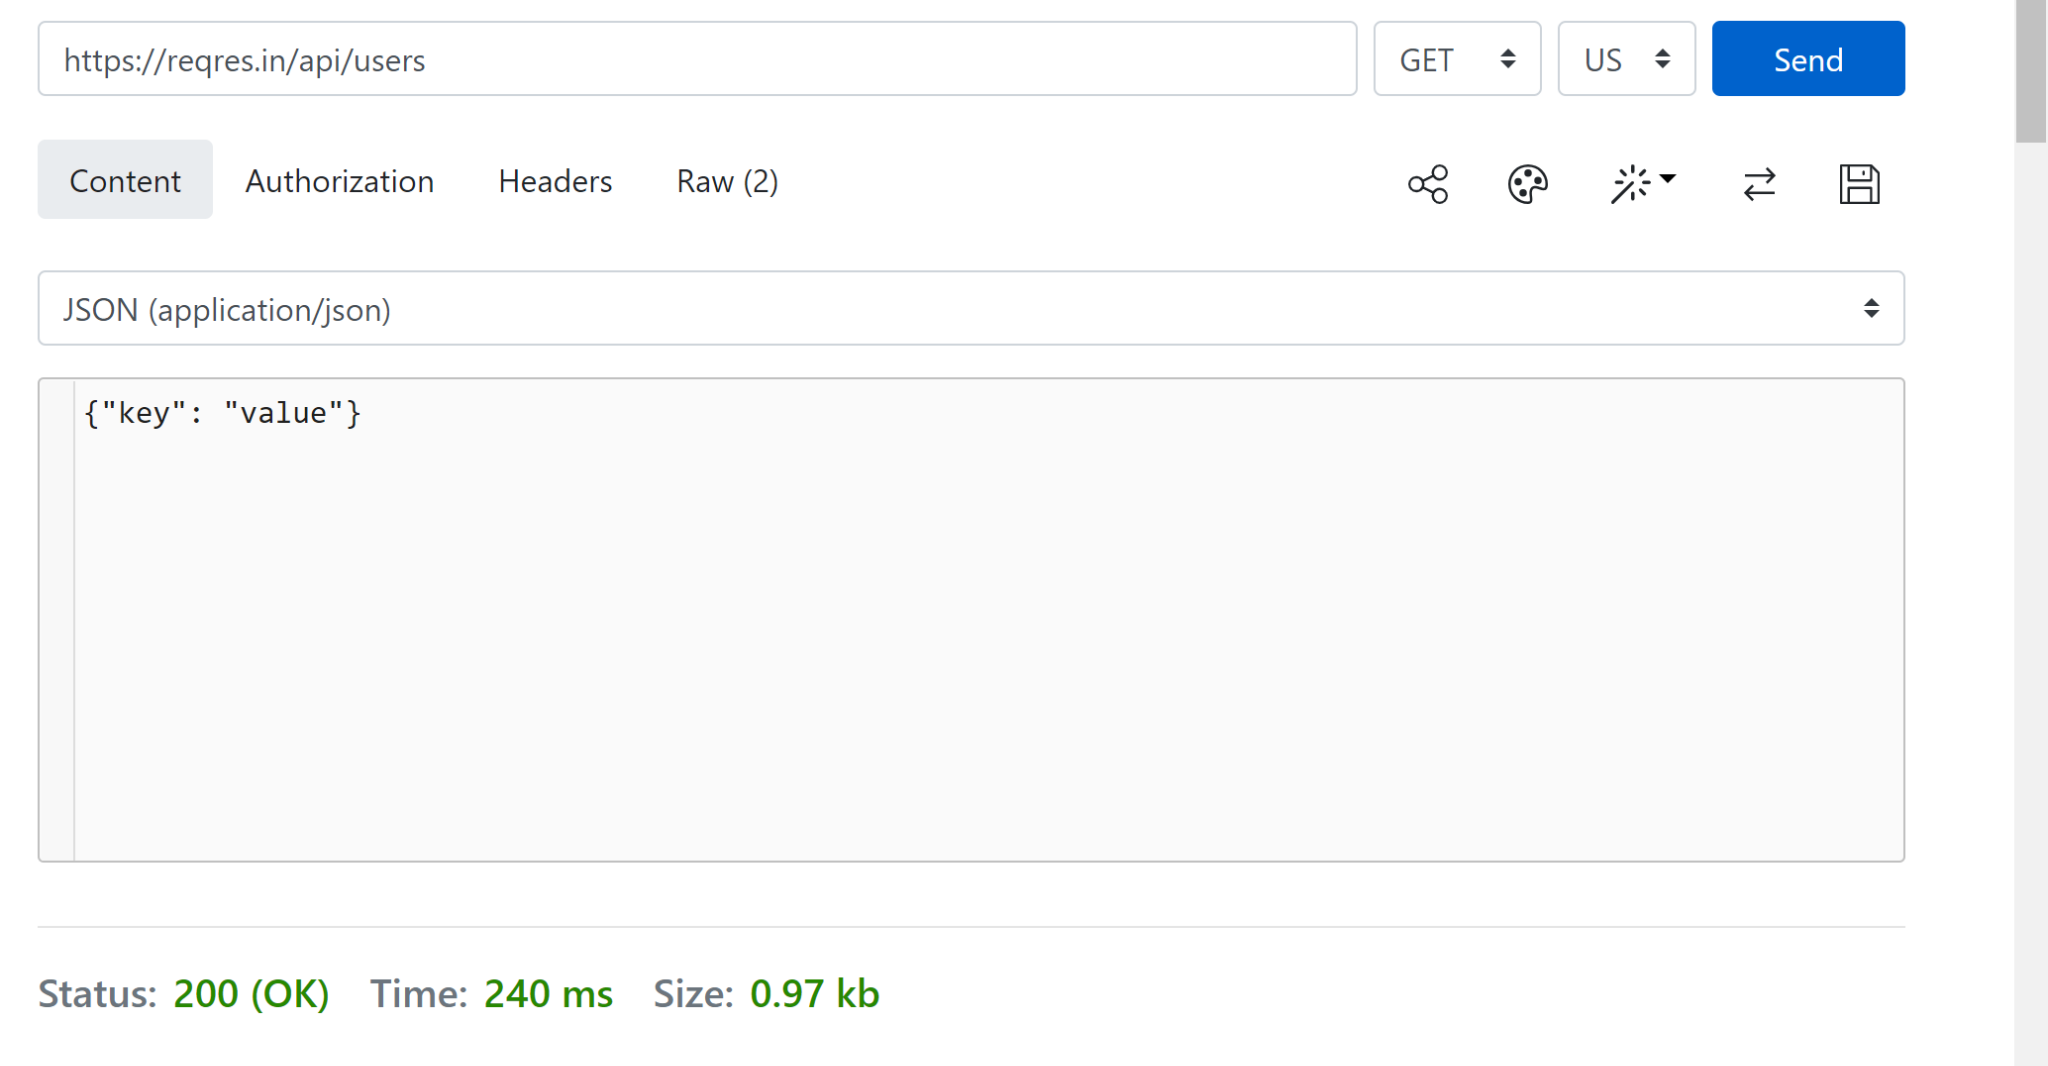 https://reqres.in/api/users GET US Send
Content Authorization Headers Raw (2)
JSON (application/json)
{"key": "value"}
Status: 200 (OK) Time: 240 ms Size: 0.97 kb